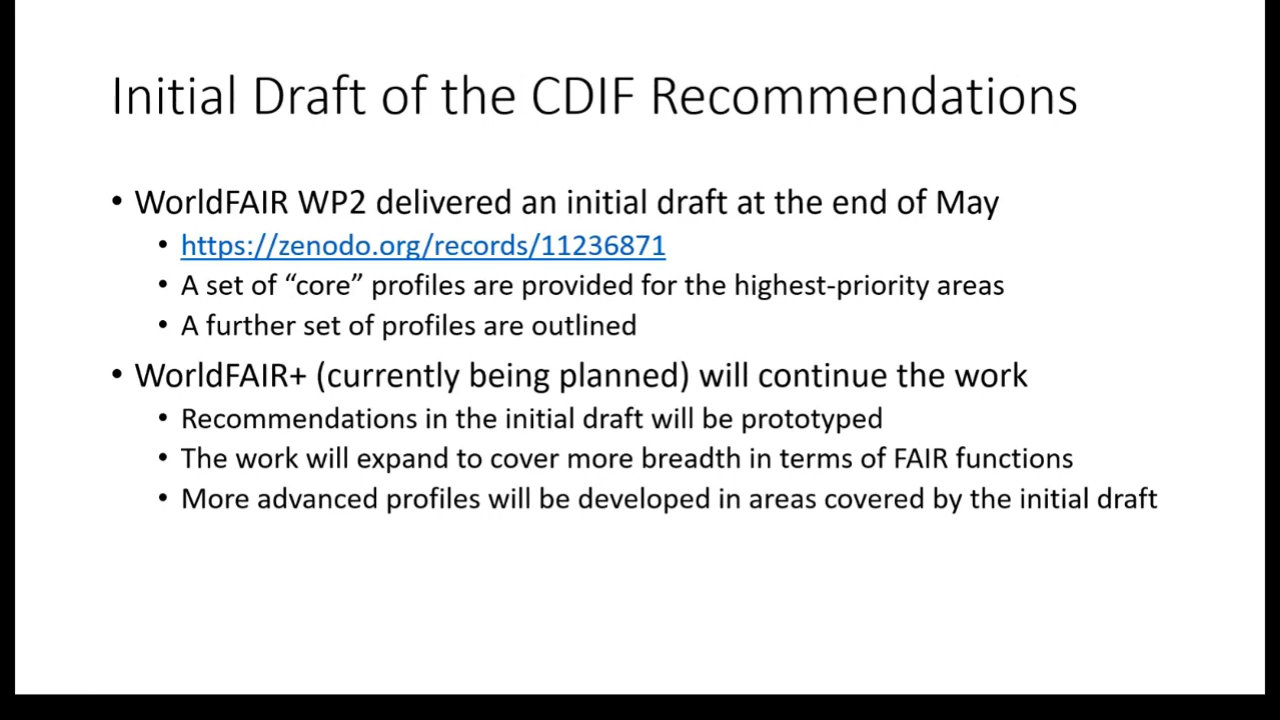 Initial Draft of the CDIF Recommendations
• WorldFAIR WP2 delivered an initial draft at the end of May
• https://zenodo.org/records/11236871
• A set of “core” profiles are provided for the highest-priority areas
• A further set of profiles are outlined
• WorldFAIR+ (currently being planned) will continue the work
• Recommendations in the initial draft will be prototyped
• The work will expand to cover more breadth in terms of FAIR functions
• More advanced profiles will be developed in areas covered by the initial draft